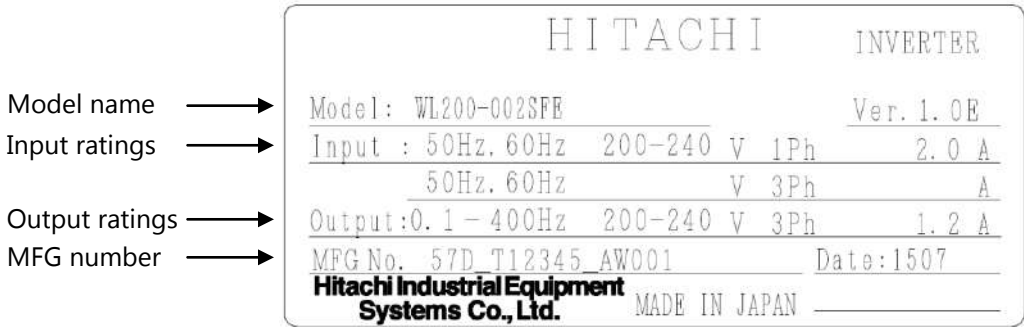 HITACHI INVERTER
Model name Model: WL200-002SFE Ver.1.0E
Input ratings Input : 50Hz,60Hz 200-240 V 1Ph 2.0 A
50Hz,60Hz V 3Ph A
Output ratings Output:0.1-400Hz 200-240 V 3Ph 1.2 A
MFG number MFG No. 57D_T12345_AW001 Date:1507
Hitachi Industrial Equipment
Systems Co., Ltd. MADE IN JAPAN